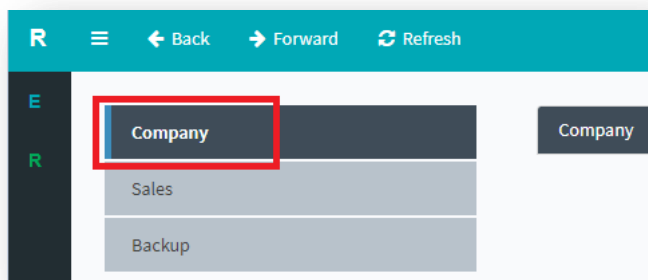 R ≡ Back Forward Refresh
E
R
Company
Sales
Backup
Company